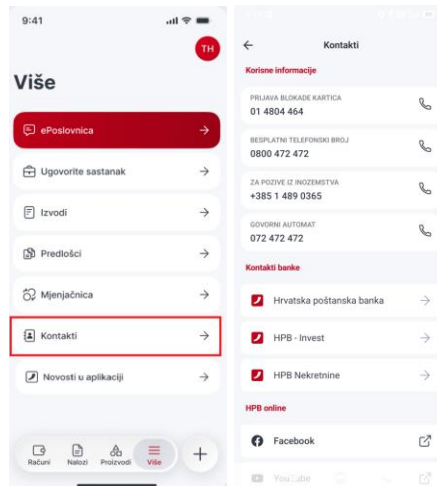 9:41
TH
Više
ePoslovnica
Ugovorite sastanak
Izvodi
Predlošci
Mjenjačnica
Kontakti
Novosti u aplikaciji
Računi
Nalozi
Proizvodi
Više
Kontakti
Korisne informacije
PRIJAVA BLOKADE KARTICA
01 4804 464
BESPLATNI TELEFONSKI BROJ
0800 472 472
ZA POZIVE IZ INOZEMSTVA
+385 1 489 0365
GOVORNI AUTOMAT
072 472 472
Kontakti banke
Hrvatska poštanska banka
HPB - Invest
HPB Nekretnine
HPB online
Facebook
YouTube